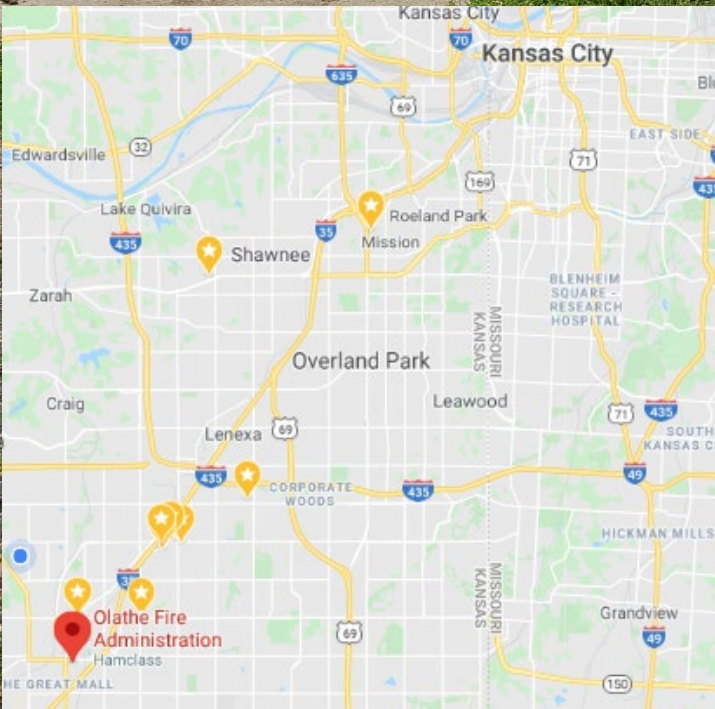 Kansas City
70
70
Kansas City
635
69
EAST SIDE
32
Edwardsville
71
169
Lake Quivira
Roeland Park
35
435
Mission
Shawnee
BLENHEIM
SQUARE -
RESEARCH
HOSPITAL
Zarah
MISSOURI
KANSAS
Overland Park
Craig
Leawood
71
435
69
Lenexa
SOUTH
KANSAS C
435
49
CORPORATE
WOODS
435
HICKMAN MILLS
MISSOURI
KANSAS
Olathe Fire
Administration
Hamclass
Grandview
69
49
HE GREAT MALL
150